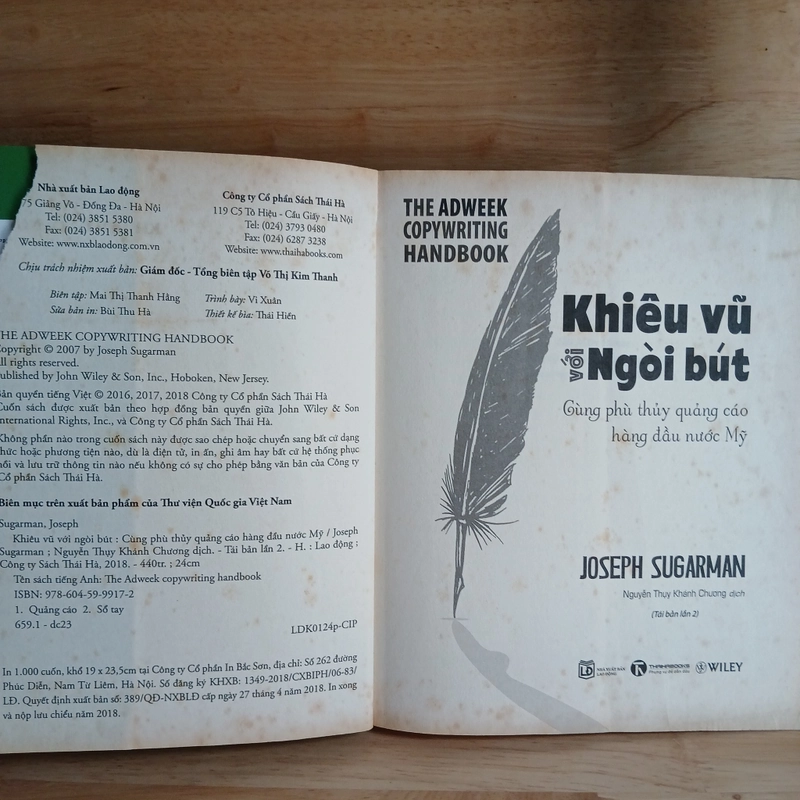 Nhà xuất bản Lao động
75 Giảng Võ - Đống Đa - Hà Nội
Tel: (024) 3851 5380
Fax: (024) 3851 5381
Website: www.nxblaodong.com.vn
Công ty Cổ phần Sách Thái Hà
119 C5 Tô Hiệu - Cầu Giấy - Hà Nội
Tel: (024) 3793 0480
Fax: (024) 6287 3238
Website: www.thaihabooks.com
Chịu trách nhiệm xuất bản: Giám đốc - Tổng biên tập Võ Thị Kim Thanh
Biên tập: Mai Thị Thanh Hằng
Trình bày: Vi Xuân
Sửa bản in: Bùi Thu Hà
Thiết kế bìa: Thái Hiền
THE ADWEEK COPYWRITING HANDBOOK
Copyright © 2007 by Joseph Sugarman
All rights reserved.
Published by John Wiley & Son, Inc., Hoboken, New Jersey.
Bản quyền tiếng Việt © 2016, 2017, 2018 Công ty Cổ phần Sách Thái Hà
Cuốn sách được xuất bản theo hợp đồng bản quyền giữa John Wiley & Son
International Rights, Inc., và Công ty Cổ phần Sách Thái Hà.
Không phần nào trong cuốn sách này được sao chép hoặc chuyển sang bất cứ dạng
thức hoặc phương tiện nào, dù là điện tử, in ấn, ghi âm hay bất cứ hệ thống phục
hồi và lưu trữ thông tin nào nếu không có sự cho phép bằng văn bản của Công ty
Cổ phần Sách Thái Hà.
Biên mục trên xuất bản phẩm của Thư viện Quốc gia Việt Nam
Sugarman, Joseph
Khiêu vũ với ngòi bút : Cùng phù thủy quảng cáo hàng đầu nước Mỹ / Joseph
Sugarman ; Nguyễn Thụy Khánh Chương dịch. - Tái bản lần 2. - H. : Lao động ;
Công ty Sách Thái Hà, 2018. - 440tr. ; 24cm
Tên sách tiếng Anh: The Adweek copywriting handbook
ISBN: 978-604-59-9917-2
1. Quảng cáo 2. Sổ tay
659.1 - dc23
LDK0124p-CIP
In 1.000 cuốn, khổ 19 x 23,5cm tại Công ty Cổ phần In Bắc Sơn, địa chỉ: Số 262 đường
Phúc Diễn, Nam Từ Liêm, Hà Nội. Số đăng ký KHXB: 1349-2018/CXBIPH/06-83/
LĐ. Quyết định xuất bản số: 389/QĐ-NXBLĐ cấp ngày 27 tháng 4 năm 2018. In xong
và nộp lưu chiểu năm 2018.
THE ADWEEK
COPYWRITING
HANDBOOK
Khiêu vũ
với Ngòi bút
Cùng phù thủy quảng cáo
hàng đầu nước Mỹ
JOSEPH SUGARMAN
Nguyễn Thụy Khánh Chương dịch
(Tái bản lần 2)
LĐ
NHÀ XUẤT BẢN
LAO ĐỘNG
THAIHABOOKS
WILEY